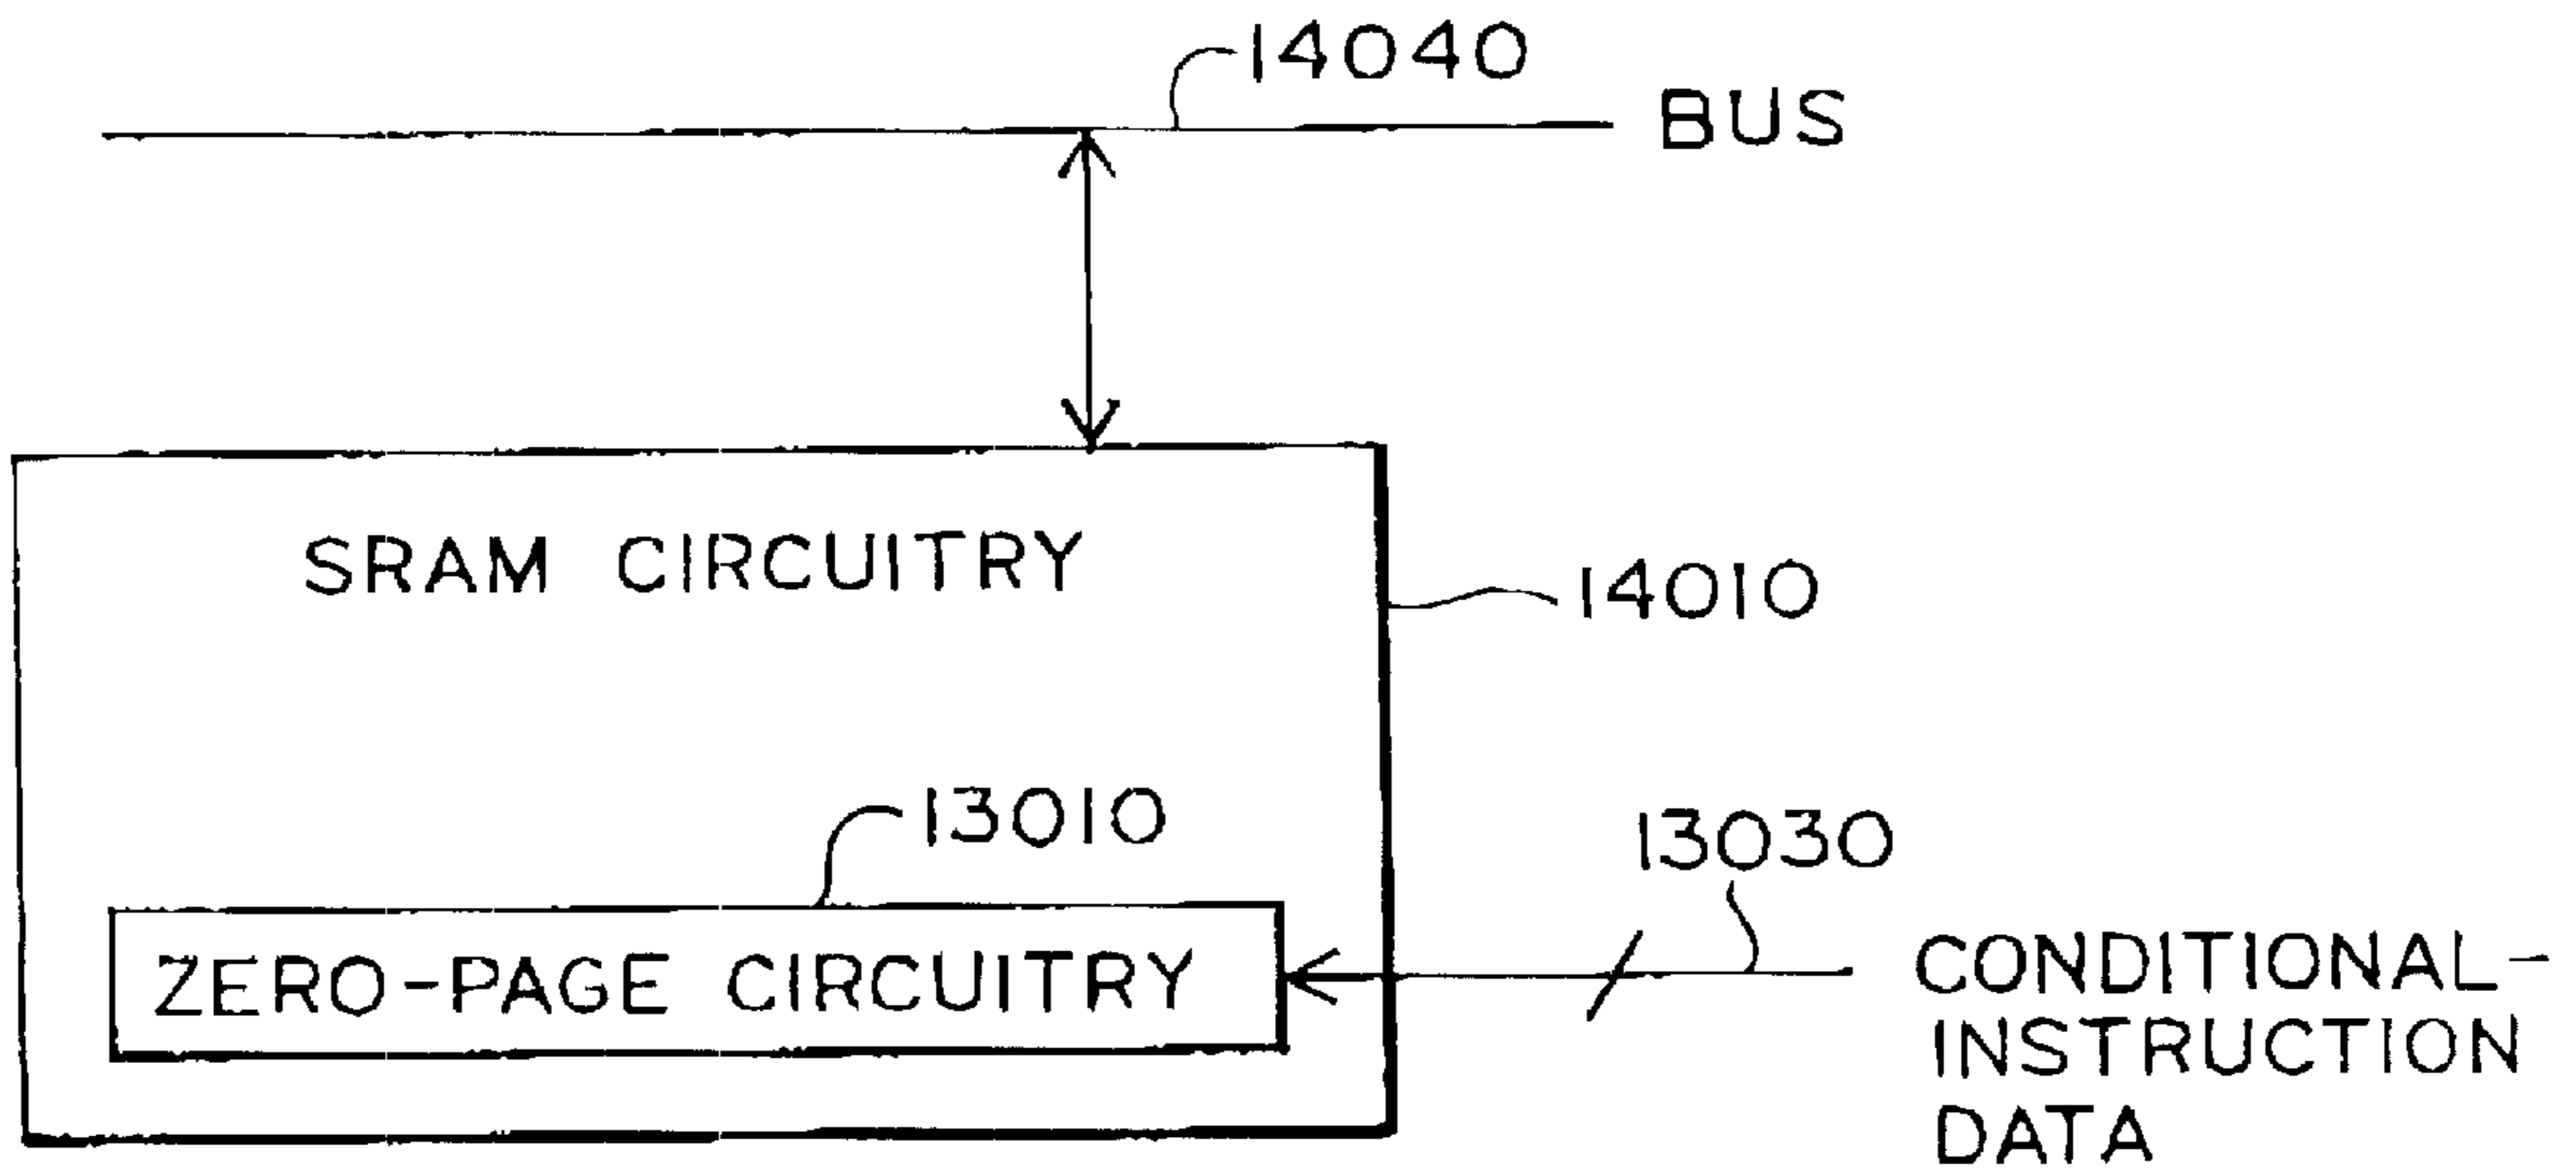 14040
BUS
SRAM CIRCUITRY
14010
13010
13030
ZERO-PAGE CIRCUITRY
CONDITIONAL-
INSTRUCTION
DATA